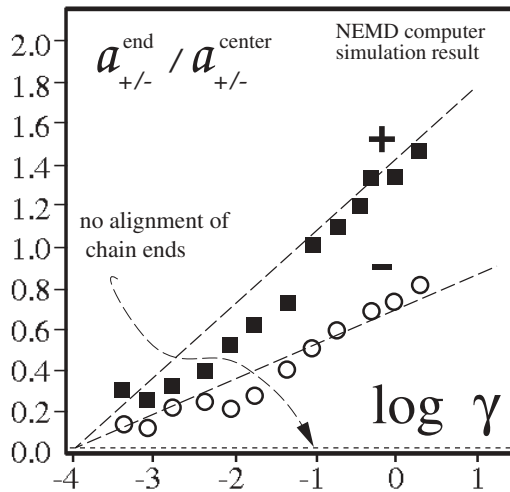 2.0
1.8
1.6
1.4
1.2
1.0
0.8
0.6
0.4
0.2
0.0
a end +/- / a center +/-
NEMD computer
simulation result
+
no alignment of
chain ends
−
log γ
-4 -3 -2 -1 0 1